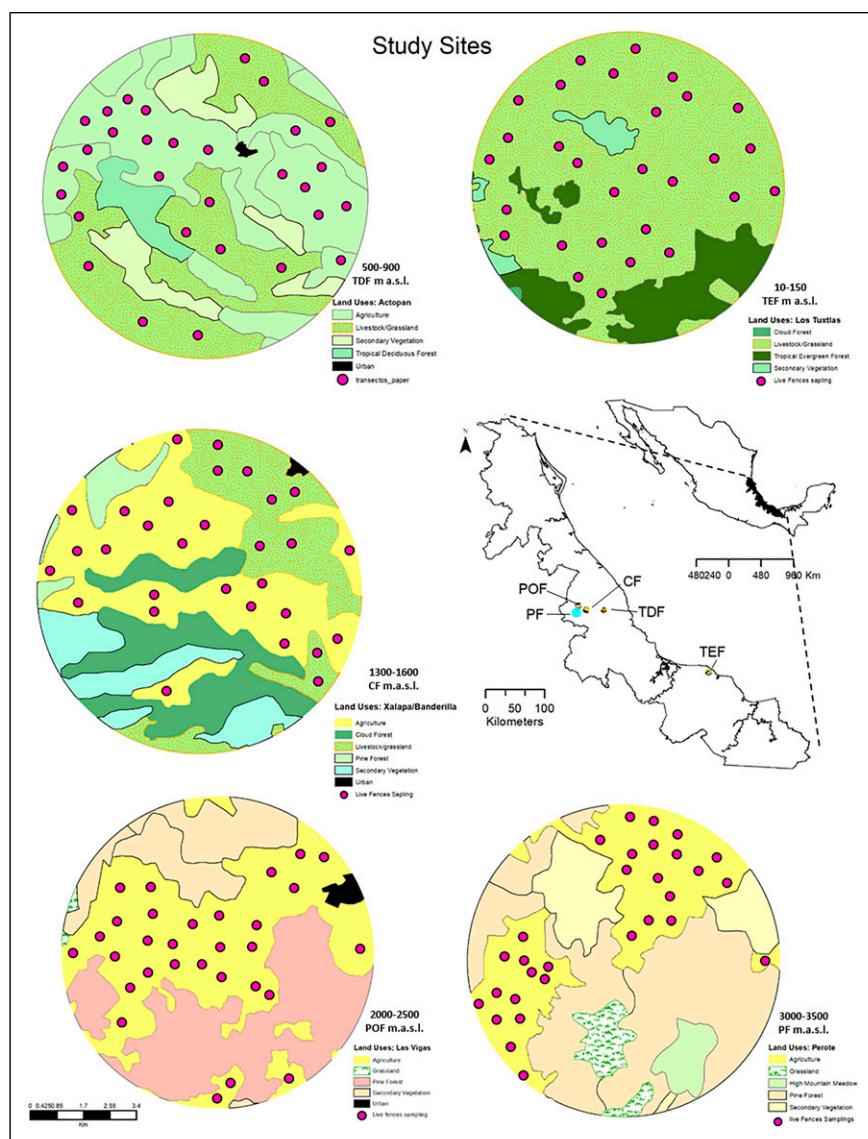 Study Sites
500-900
TDF m a.s.l.
Land Uses: Actopan
Agriculture
Livestock/Grassland
Secondary Vegetation
Tropical Deciduous Forest
Urban
transectos_paper
10-150
TEF m a.s.l.
Land Uses: Los Tuxtlas
Cloud Forest
Livestock/Grassland
Tropical Evergreen Forest
Secondary Vegetation
Live Fences sapling
1300-1600
CF m.a.s.l.
Land Uses: Xalapa/Banderilla
Agriculture
Cloud Forest
Livestock/grassland
Pine Forest
Secondary Vegetation
Urban
Live Fences Sapling
N
480240 0 480 960 Km
POF
CF
PF
TDF
TEF
0 50 100
Kilometers
2000-2500
POF m.a.s.l.
Land Uses; Las Vigas
Agriculture
Grassland
Pine Forest
Secondary Vegetation
Urban
Live fences sampling
0 0.4250.85 1.7 2.55 3.4
Km
3000-3500
PF m.a.s.l.
Land Uses: Perote
Agriculture
Grassland
High Mountain Meadow
Pine Forest
Secondary Vegetation
live Fences Samplings